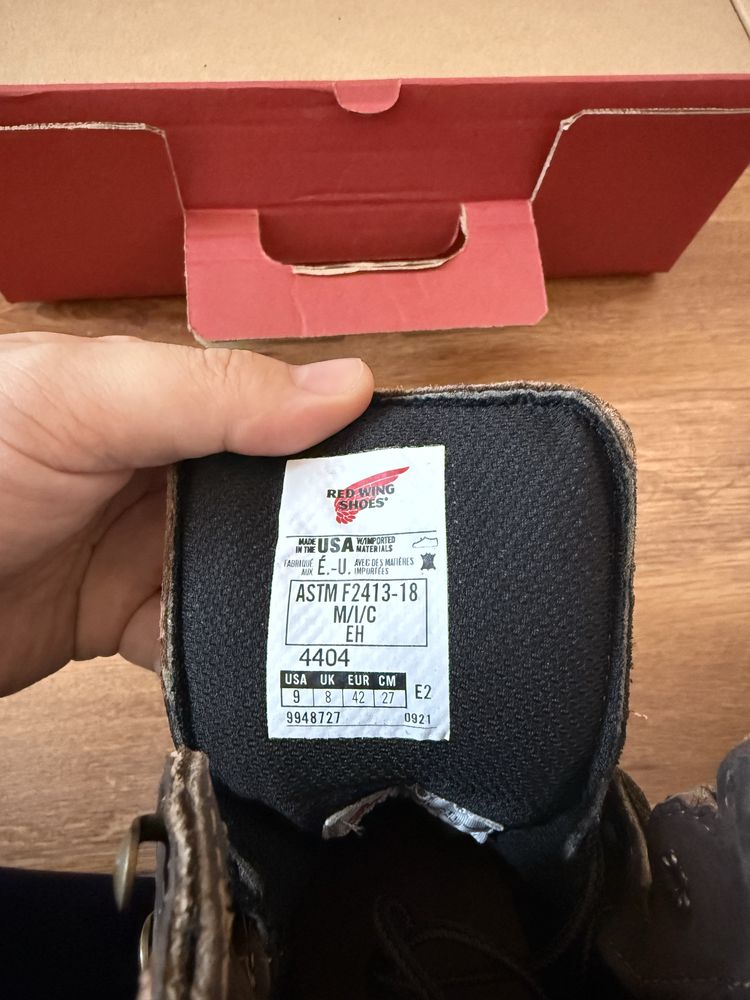 RED WING
SHOES®
MADE IN THE USA W/IMPORTED MATERIALS
FABRIQUÉ AUX É.-U. AVEC DES MATIÈRES IMPORTÉES
ASTM F2413-18
M/I/C
EH
4404
USA UK EUR CM
9 8 42 27 E2
9948727 0921